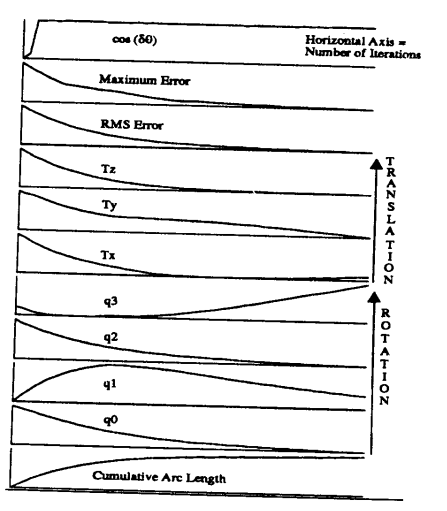 cos (δθ)
Horizontal Axis =
Number of Iterations
Maximum Error
RMS Error
Tz
Ty
Tx
TRANSLATION
q3
q2
q1
q0
ROTATION
Cumulative Arc Length